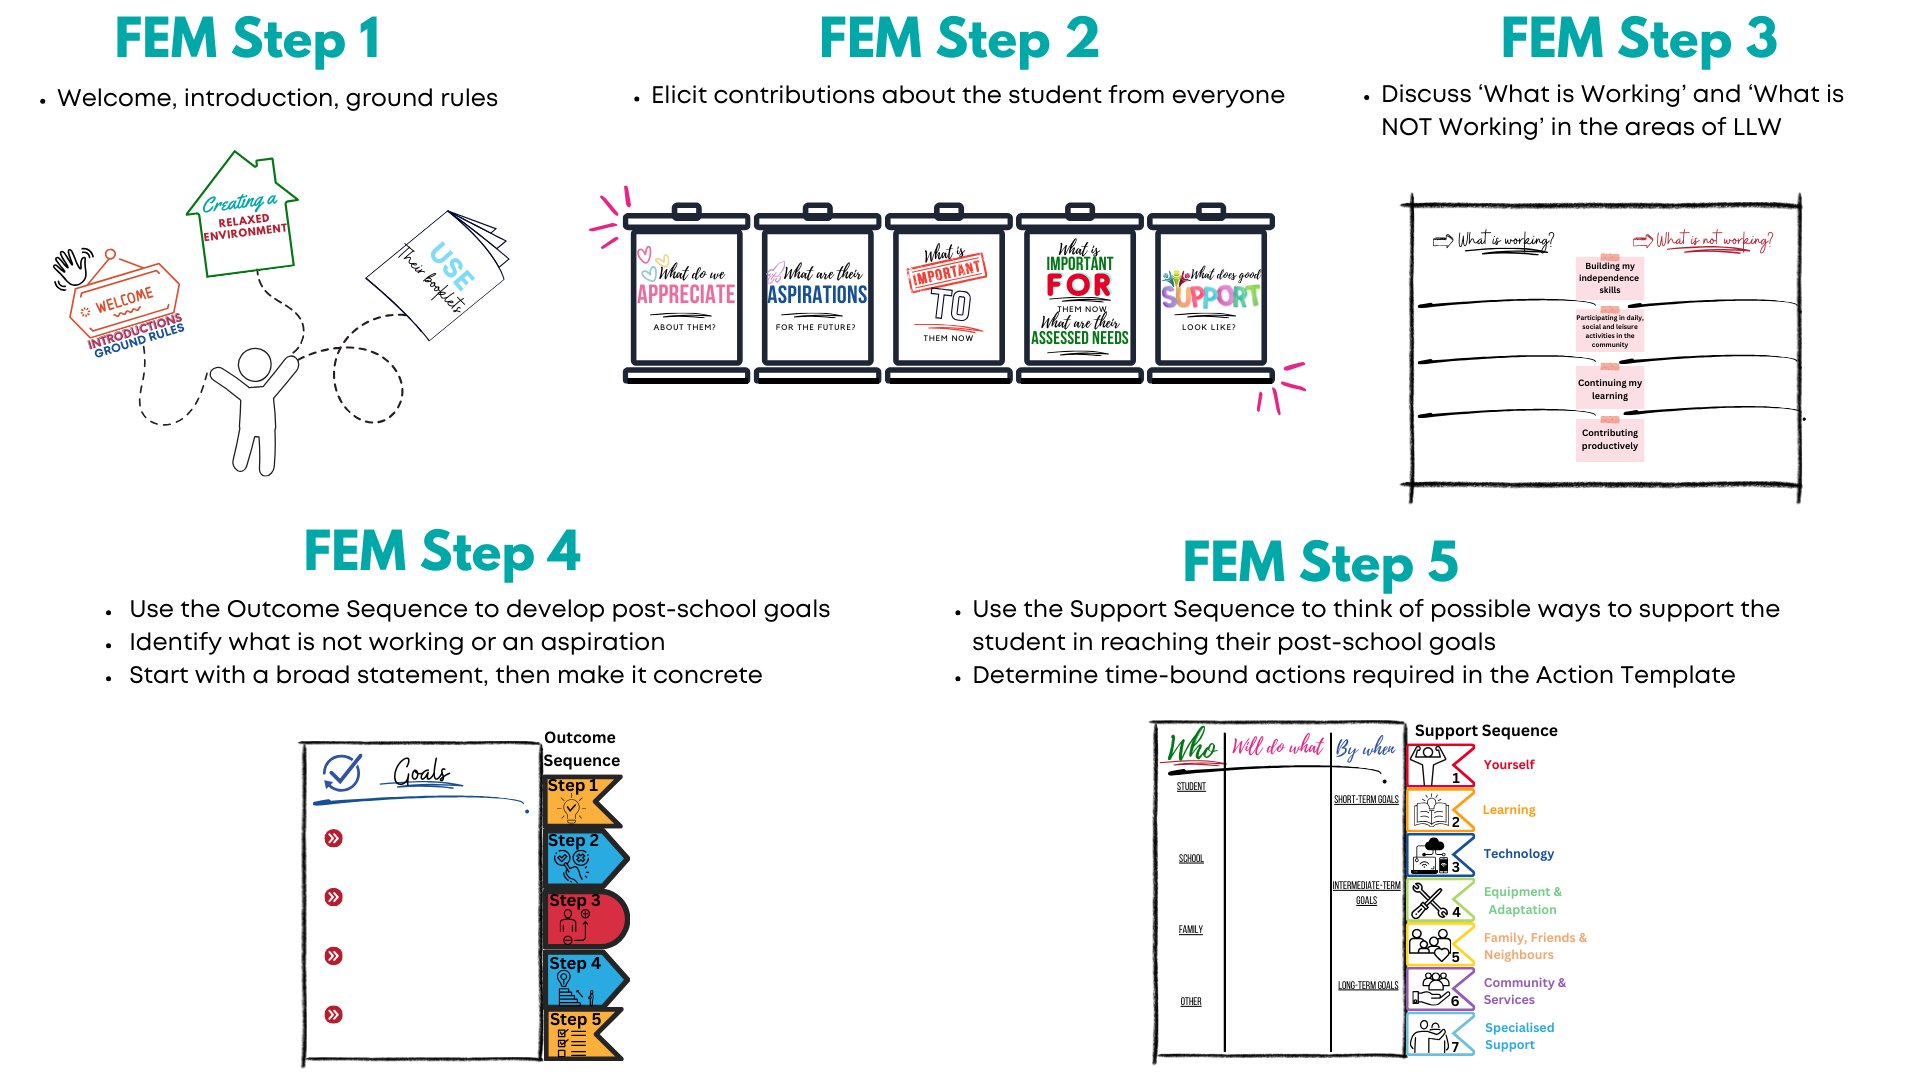 FEM Step 1
• Welcome, introduction, ground rules
Creating a
RELAXED
ENVIRONMENT
WELCOME
INTRODUCTIONS
GROUND RULES
USE
Their booklets
FEM Step 2
• Elicit contributions about the student from everyone
What do we
APPRECIATE
ABOUT THEM?
What are their
ASPIRATIONS
FOR THE FUTURE?
What is
IMPORTANT
TO
THEM NOW
What is
IMPORTANT
FOR
THEM NOW
What are their
ASSESSED NEEDS
What does good
SUPPORT
LOOK LIKE?
FEM Step 3
• Discuss ‘What is Working’ and ‘What is
NOT Working’ in the areas of LLW
What is working?
What is not working?
Building my
independence
skills
Participating in daily,
social and leisure
activities in the
community
Continuing my
learning
Contributing
productively
FEM Step 4
• Use the Outcome Sequence to develop post-school goals
• Identify what is not working or an aspiration
• Start with a broad statement, then make it concrete
Goals
Outcome
Sequence
Step 1
Step 2
Step 3
Step 4
Step 5
FEM Step 5
• Use the Support Sequence to think of possible ways to support the
student in reaching their post-school goals
• Determine time-bound actions required in the Action Template
Who
Will do what
By when
STUDENT
SCHOOL
FAMILY
OTHER
SHORT-TERM GOALS
INTERMEDIATE-TERM
GOALS
LONG-TERM GOALS
Support Sequence
1 Yourself
2 Learning
3 Technology
4 Equipment &
Adaptation
5 Family, Friends &
Neighbours
6 Community &
Services
7 Specialised
Support